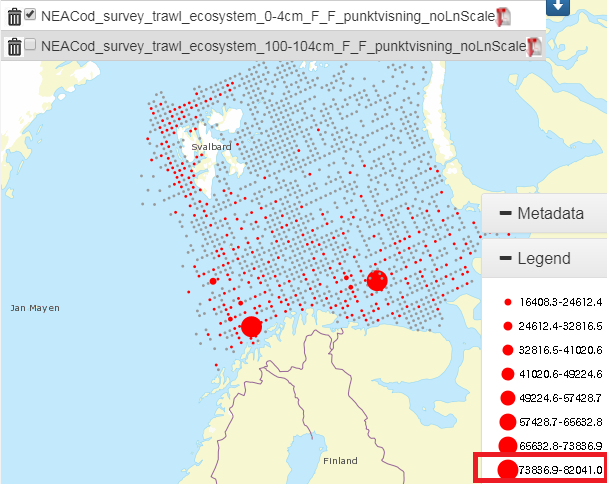 NEACod_survey_trawl_ecosystem_0-4cm_F_F_punktvisning_noLnScale
NEACod_survey_trawl_ecosystem_100-104cm_F_F_punktvisning_noLnScale
Svalbard
Metadata
Legend
Jan Mayen
16408.3-24612.4
24612.4-32816.5
32816.5-41020.6
41020.6-49224.6
49224.6-57428.7
57428.7-65632.8
65632.8-73836.9
73836.9-82041.0
Finland